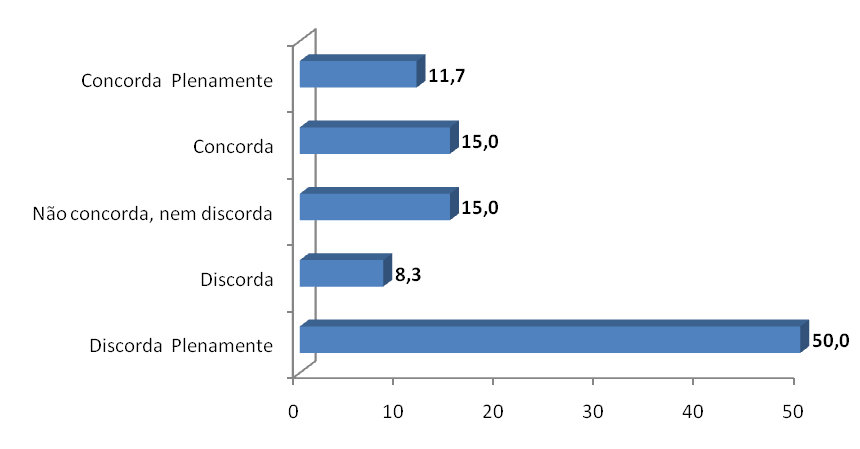 Concorda Plenamente 11,7
Concorda 15,0
Não concorda, nem discorda 15,0
Discorda 8,3
Discorda Plenamente 50,0
0 10 20 30 40 50